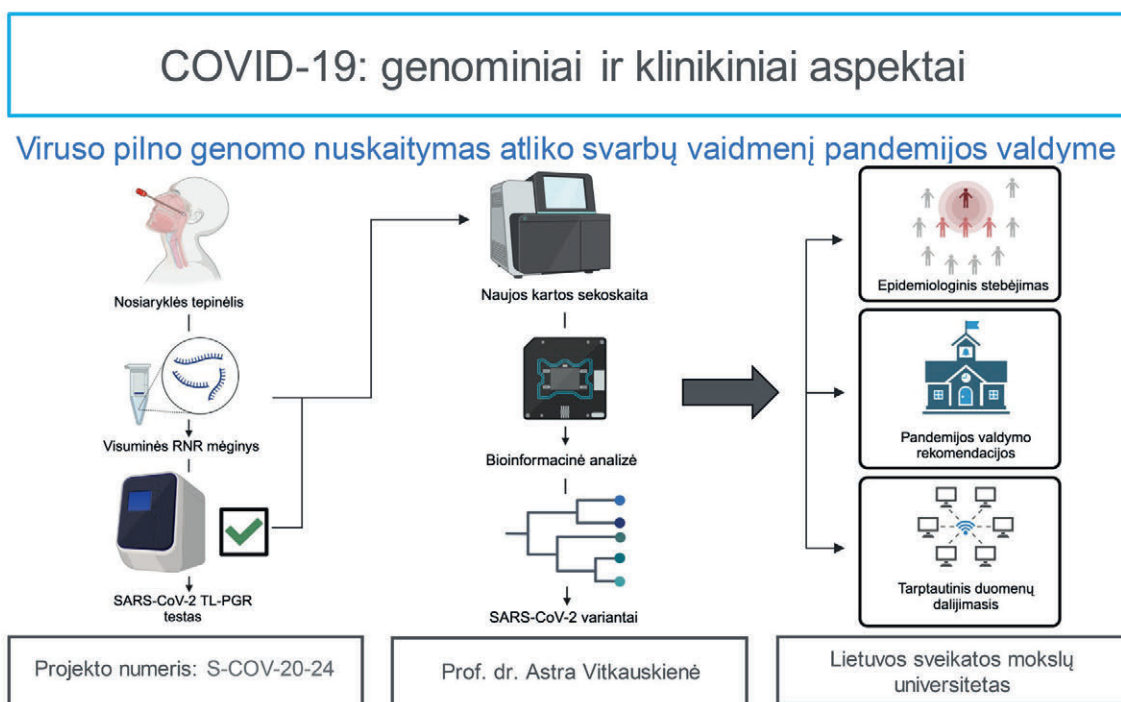 COVID-19: genominiai ir klinikiniai aspektai
Viruso pilno genomo nuskaitymas atliko svarbų vaidmenį pandemijos valdyme
Nosiaryklės tepinėlis
Visuminės RNR mėginys
SARS-CoV-2 TL-PGR
testas
Naujos kartos sekoskaita
Bioinformacinė analizė
SARS-CoV-2 variantai
Epidemiologinis stebėjimas
Pandemijos valdymo
rekomendacijos
Tarptautinis duomenų
dalijimasis
Projekto numeris: S-COV-20-24
Prof. dr. Astra Vitkauskienė
Lietuvos sveikatos mokslų
universitetas